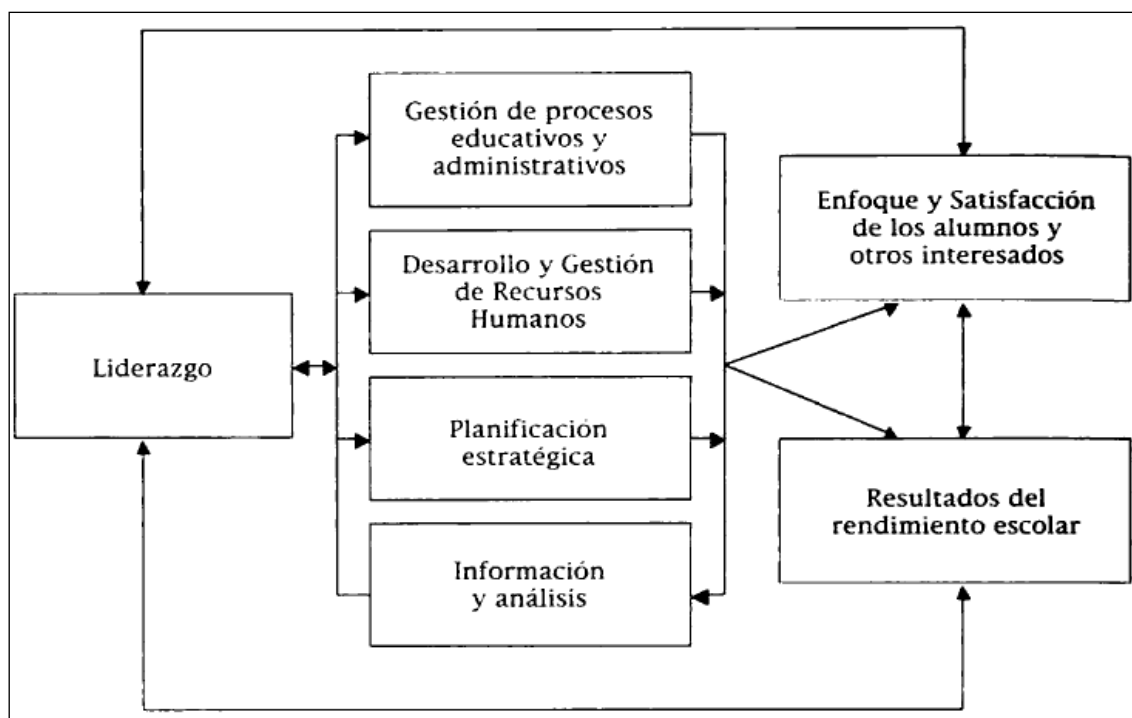 Gestión de procesos
educativos y
administrativos
Enfoque y Satisfacción
de los alumnos y
otros interesados
Desarrollo y Gestión
de Recursos
Humanos
Liderazgo
Planificación
estratégica
Resultados del
rendimiento escolar
Información
y análisis